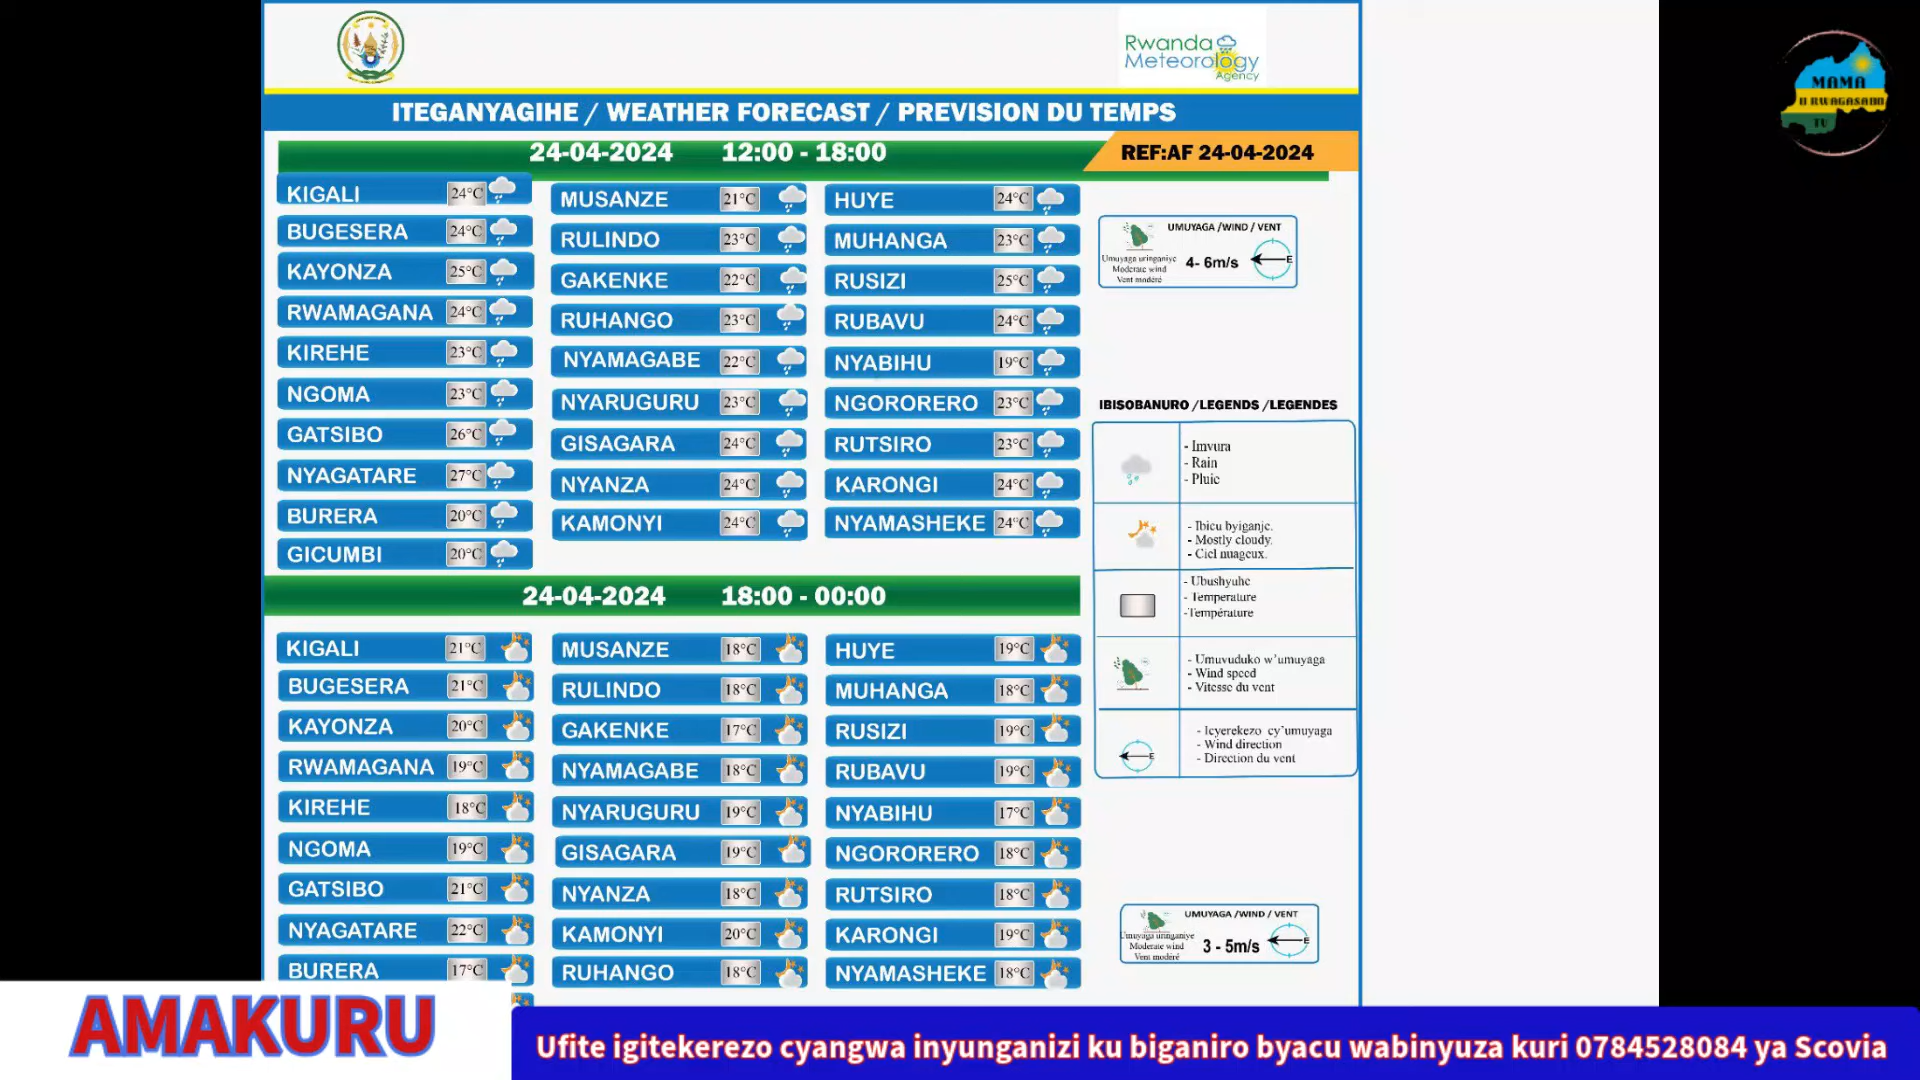 Rwanda
Meteorology
Agency
MAMA
U RWAGASABO
TV
ITEGANYAGIHE / WEATHER FORECAST / PREVISION DU TEMPS
24-04-2024 12:00 - 18:00
REF:AF 24-04-2024
KIGALI 24°C
BUGESERA 24°C
KAYONZA 25°C
RWAMAGANA 24°C
KIREHE 23°C
NGOMA 23°C
GATSIBO 26°C
NYAGATARE 27°C
BURERA 20°C
GICUMBI 20°C
MUSANZE 21°C
RULINDO 23°C
GAKENKE 22°C
RUHANGO 23°C
NYAMAGABE 22°C
NYARUGURU 23°C
GISAGARA 24°C
NYANZA 24°C
KAMONYI 24°C
HUYE 24°C
MUHANGA 23°C
RUSIZI 25°C
RUBAVU 24°C
NYABIHU 19°C
NGORORERO 23°C
RUTSIRO 23°C
KARONGI 24°C
NYAMASHEKE 24°C
UMUYAGA /WIND / VENT
Umuyaga uringaniye
Moderate wind
Vent modéré
4- 6m/s
E
IBISOBANURO /LEGENDS /LEGENDES
- Imvura
- Rain
- Pluie
- Ibicu byiganje.
- Mostly cloudy.
- Ciel nuageux.
- Ubushyuhe
- Temperature
-Température
- Umuvuduko w'umuyaga
- Wind speed
- Vitesse du vent
- Icyerekezo cy'umuyaga
- Wind direction
- Direction du vent
E
24-04-2024 18:00 - 00:00
KIGALI 21°C
BUGESERA 21°C
KAYONZA 20°C
RWAMAGANA 19°C
KIREHE 18°C
NGOMA 19°C
GATSIBO 21°C
NYAGATARE 22°C
BURERA 17°C
MUSANZE 18°C
RULINDO 18°C
GAKENKE 17°C
NYAMAGABE 18°C
NYARUGURU 19°C
GISAGARA 19°C
NYANZA 18°C
KAMONYI 20°C
RUHANGO 18°C
HUYE 19°C
MUHANGA 18°C
RUSIZI 19°C
RUBAVU 19°C
NYABIHU 17°C
NGORORERO 18°C
RUTSIRO 18°C
KARONGI 19°C
NYAMASHEKE 18°C
UMUYAGA /WIND / VENT
Umuyaga uringaniye
Moderate wind
Vent modéré
3 - 5m/s
E
AMAKURU
Ufite igitekerezo cyangwa inyunganizi ku biganiro byacu wabinyuza kuri 0784528084 ya Scovia